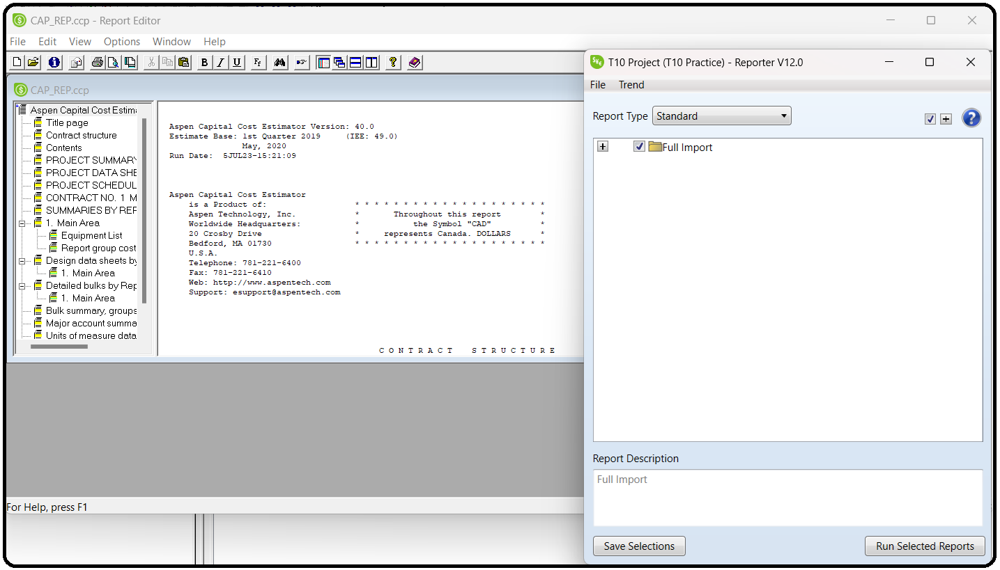 CAP_REP.ccp - Report Editor
File Edit View Options Window Help
B I U Ff
CAP_REP.ccp
Aspen Capital Cost Estima
Title page
Contract structure
Contents
PROJECT SUMMARY
PROJECT DATA SHE
PROJECT SCHEDUL
CONTRACT NO. 1 M
SUMMARIES BY REP
1. Main Area
Equipment List
Report group cost
Design data sheets by
1. Main Area
Detailed bulks by Rep
1. Main Area
Bulk summary, groups
Major account summa
Units of measure data
Aspen Capital Cost Estimator Version: 40.0
Estimate Base: 1st Quarter 2019 (IEE: 49.0)
May, 2020
Run Date: 5JUL23-15:21:09
Aspen Capital Cost Estimator
is a Product of: * * * * * * * * * * * * * * * * * * * *
Aspen Technology, Inc. * Throughout this report *
Worldwide Headquarters: * the Symbol "CAD" *
20 Crosby Drive * represents Canada. DOLLARS *
Bedford, MA 01730 * * * * * * * * * * * * * * * * * * * *
U.S.A.
Telephone: 781-221-6400
Fax: 781-221-6410
Web: http://www.aspentech.com
Support: esupport@aspentech.com
C O N T R A C T S T R U C T U R E
For Help, press F1
T10 Project (T10 Practice) - Reporter V12.0
File Trend
Report Type Standard
Full Import
Report Description
Full Import
Save Selections Run Selected Reports